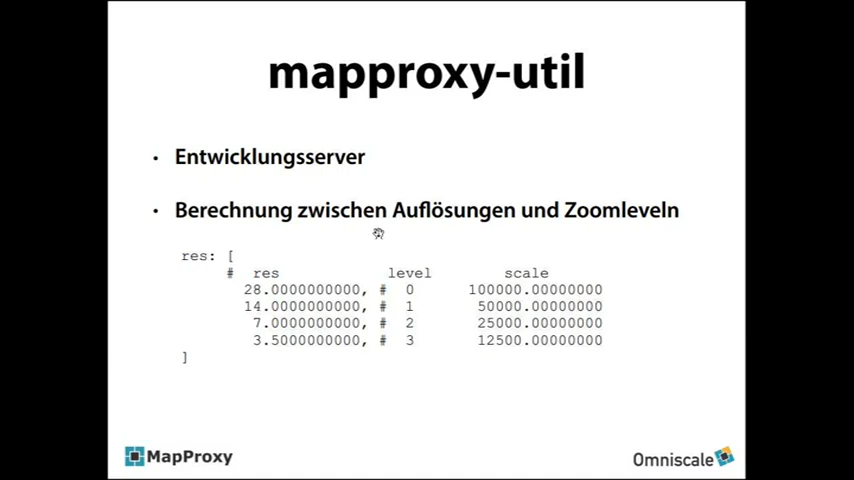 mapproxy-util
• Entwicklungsserver
• Berechnung zwischen Auflösungen und Zoomleveln
res: [
# res level scale
28.0000000000, # 0 100000.00000000
14.0000000000, # 1 50000.00000000
7.0000000000, # 2 25000.00000000
3.5000000000, # 3 12500.00000000
]
MapProxy
Omniscale